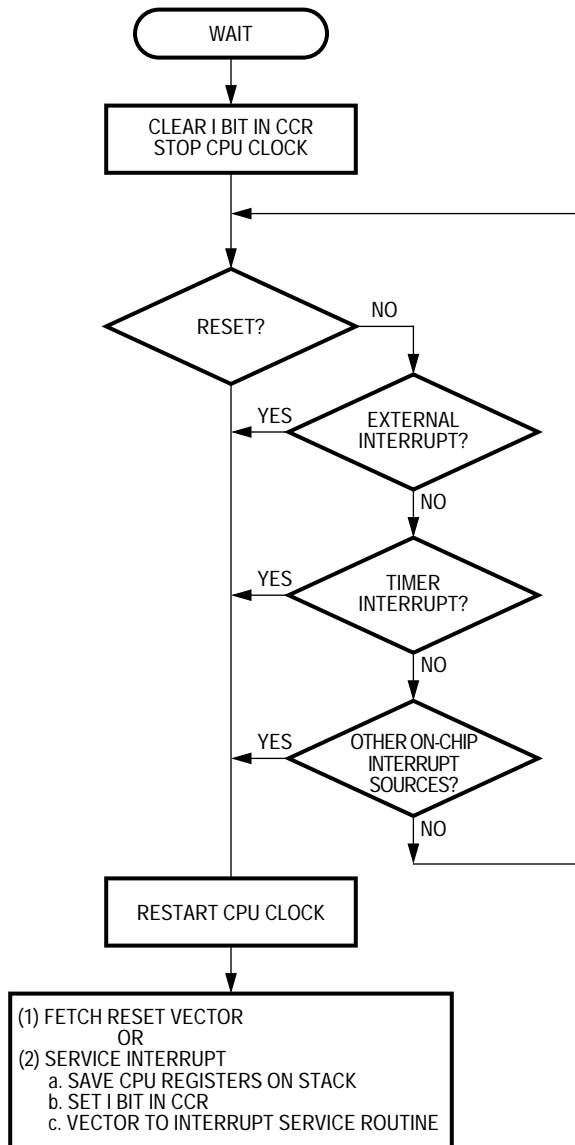 WAIT
CLEAR I BIT IN CCR
STOP CPU CLOCK
RESET?
NO
YES
EXTERNAL
INTERRUPT?
NO
YES
TIMER
INTERRUPT?
NO
YES
OTHER ON-CHIP
INTERRUPT
SOURCES?
NO
RESTART CPU CLOCK
(1) FETCH RESET VECTOR
OR
(2) SERVICE INTERRUPT
a. SAVE CPU REGISTERS ON STACK
b. SET I BIT IN CCR
c. VECTOR TO INTERRUPT SERVICE ROUTINE